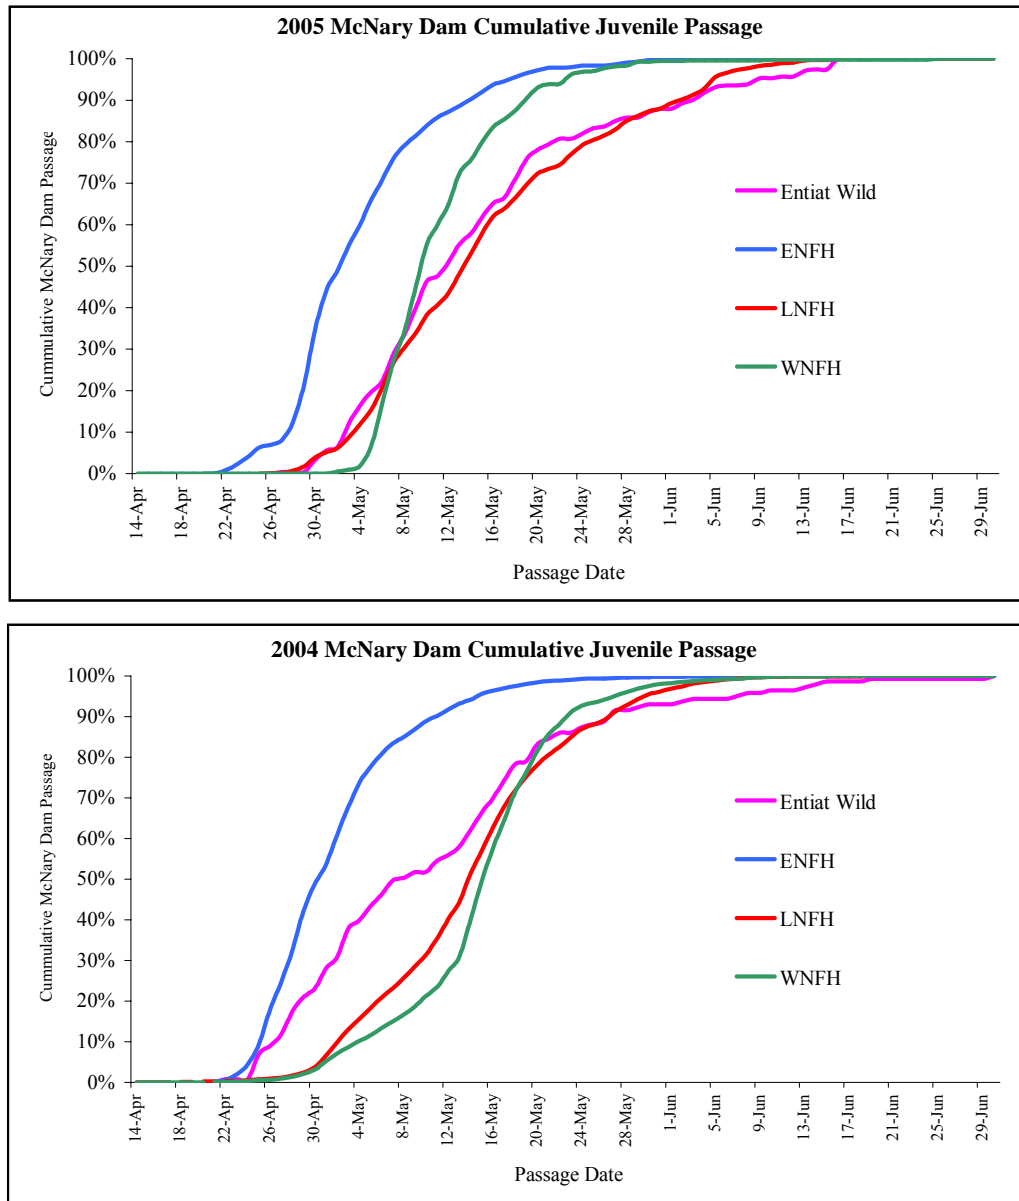 2005 McNary Dam Cumulative Juvenile Passage
Cummulative McNary Dam Passage
100%
90%
80%
70%
60%
50%
40%
30%
20%
10%
0%
Entiat Wild
ENFH
LNFH
WNFH
14-Apr
18-Apr
22-Apr
26-Apr
30-Apr
4-May
8-May
12-May
16-May
20-May
24-May
28-May
1-Jun
5-Jun
9-Jun
13-Jun
17-Jun
21-Jun
25-Jun
29-Jun
Passage Date
2004 McNary Dam Cumulative Juvenile Passage
Cummulative McNary Dam Passage
100%
90%
80%
70%
60%
50%
40%
30%
20%
10%
0%
Entiat Wild
ENFH
LNFH
WNFH
14-Apr
18-Apr
22-Apr
26-Apr
30-Apr
4-May
8-May
12-May
16-May
20-May
24-May
28-May
1-Jun
5-Jun
9-Jun
13-Jun
17-Jun
21-Jun
25-Jun
29-Jun
Passage Date